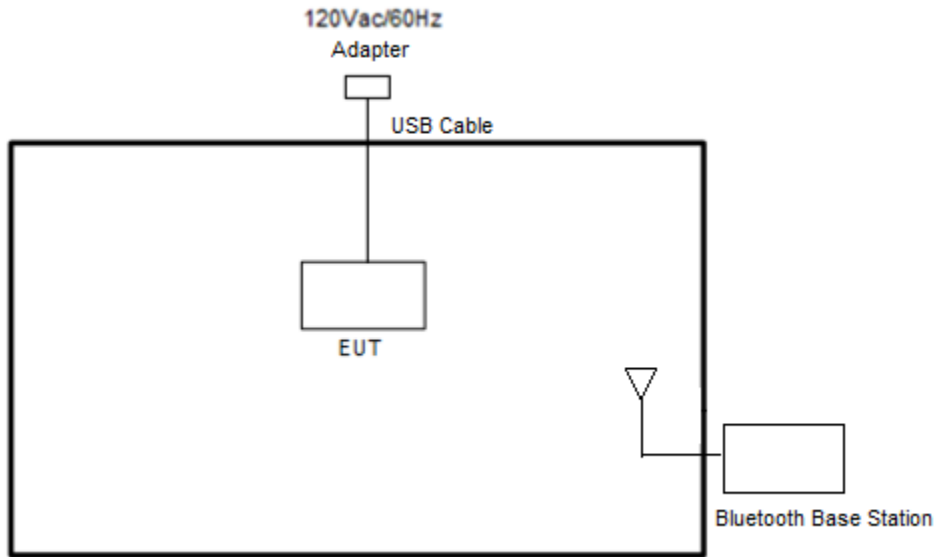 120Vac/60Hz
Adapter
USB Cable
EUT
Bluetooth Base Station